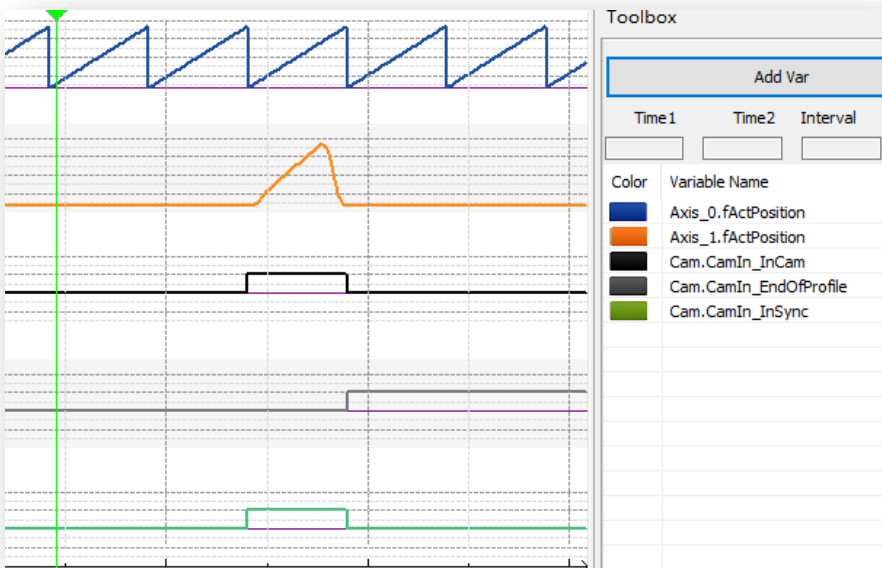 Toolbox
Add Var
Time1 Time2 Interval
Color Variable Name
Axis_0.fActPosition
Axis_1.fActPosition
Cam.CamIn_InCam
Cam.CamIn_EndOfProfile
Cam.CamIn_InSync